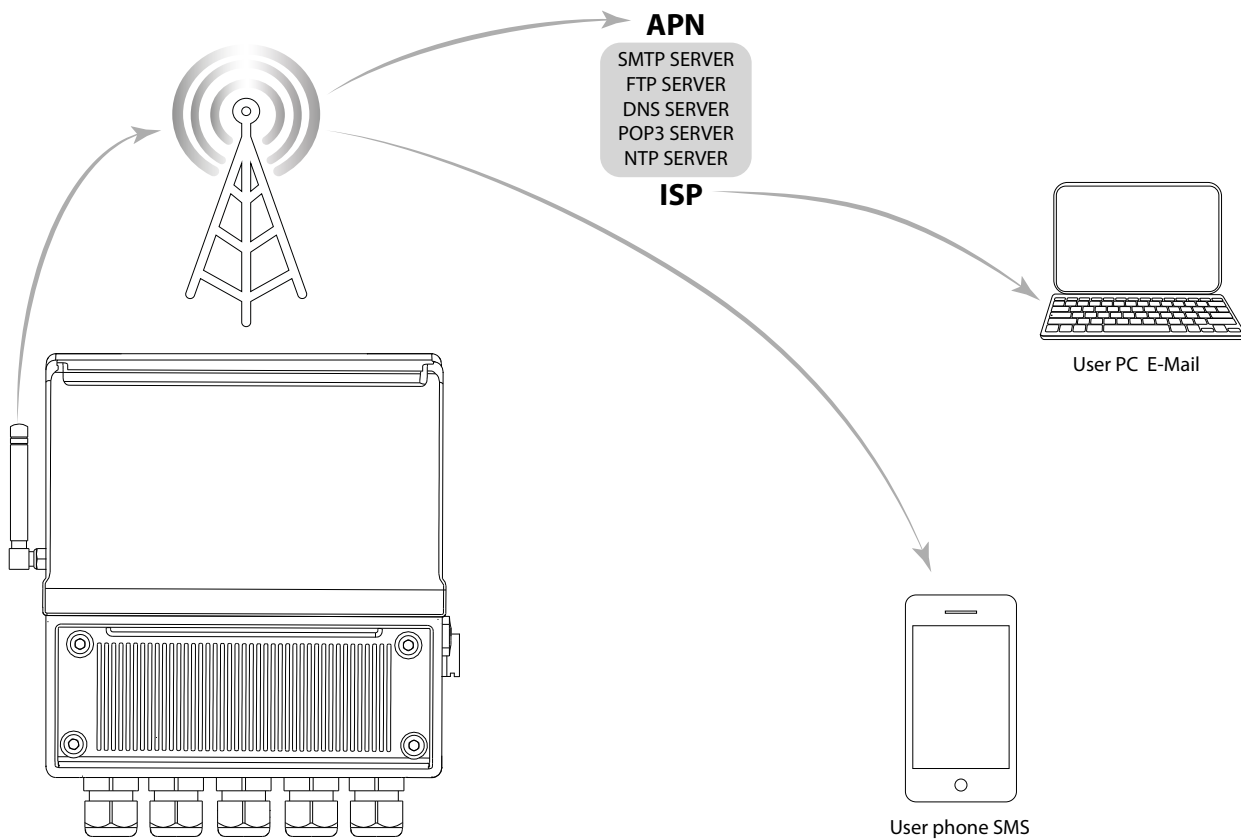 APN
SMTP SERVER
FTP SERVER
DNS SERVER
POP3 SERVER
NTP SERVER
ISP
User PC E-Mail
User phone SMS